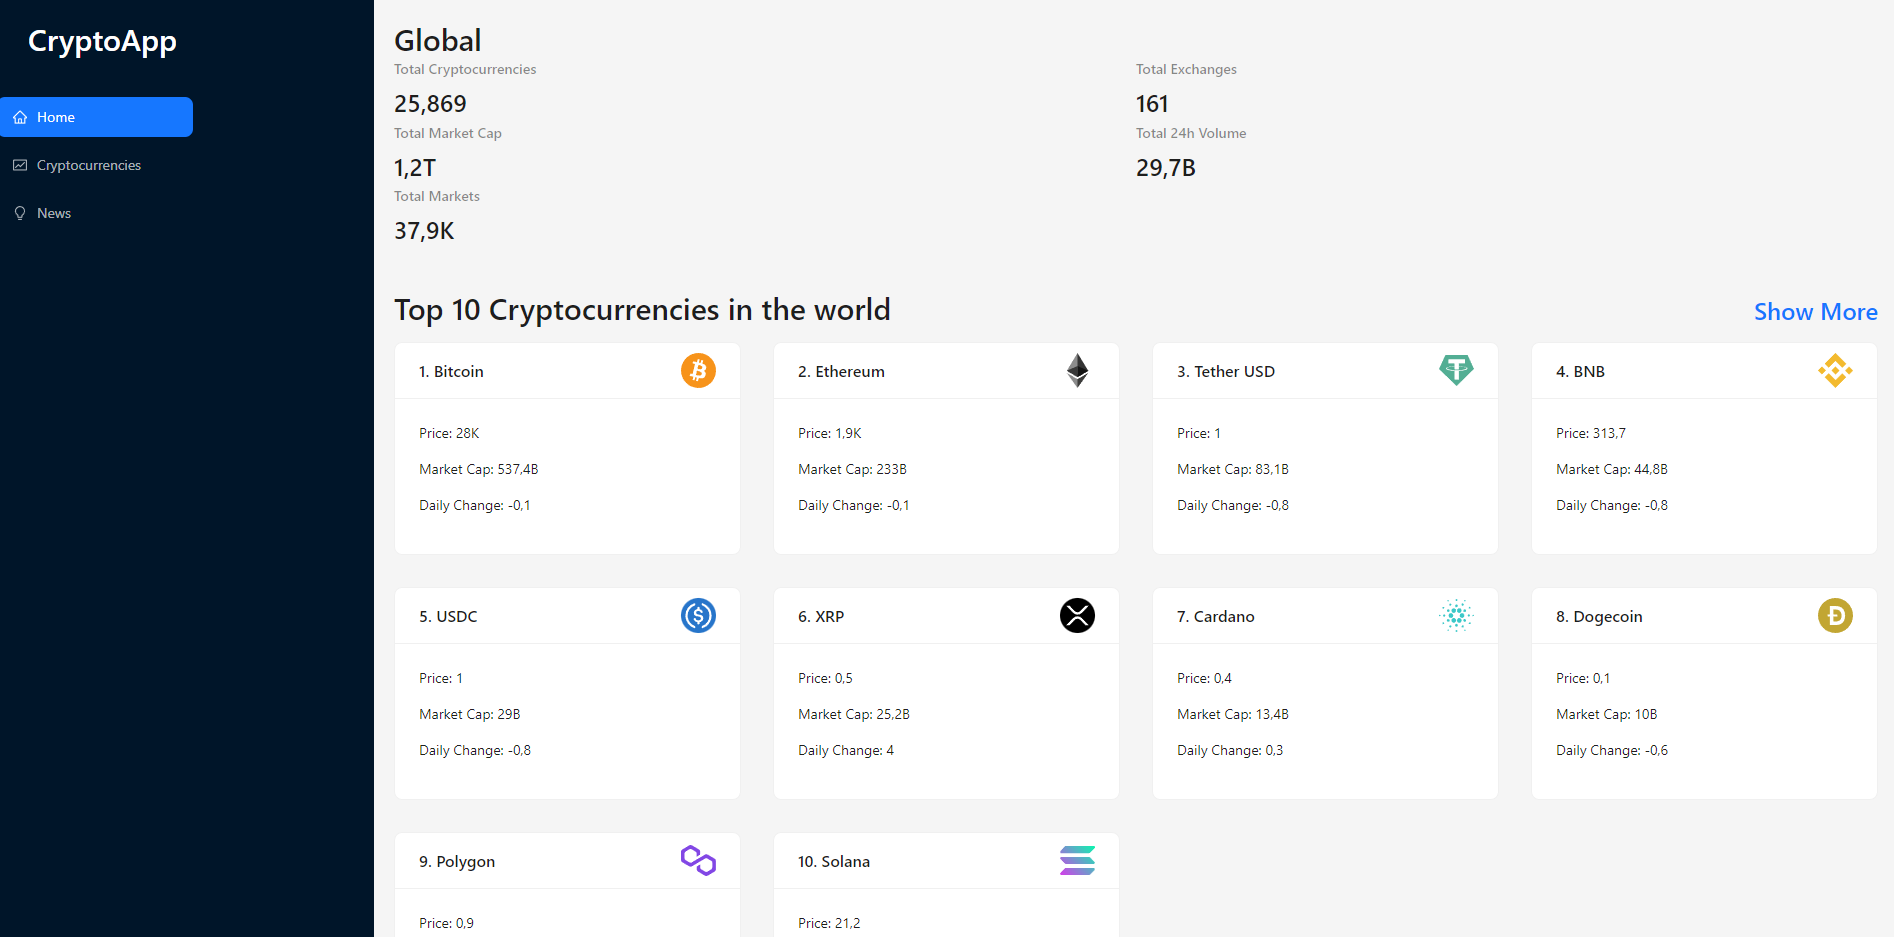 CryptoApp
Home
Cryptocurrencies
News
Global
Total Cryptocurrencies
25,869
Total Exchanges
161
Total Market Cap
1,2T
Total 24h Volume
29,7B
Total Markets
37,9K
Top 10 Cryptocurrencies in the world
Show More
1. Bitcoin
Price: 28K
Market Cap: 537,4B
Daily Change: -0,1
2. Ethereum
Price: 1,9K
Market Cap: 233B
Daily Change: -0,1
3. Tether USD
Price: 1
Market Cap: 83,1B
Daily Change: -0,8
4. BNB
Price: 313,7
Market Cap: 44,8B
Daily Change: -0,8
5. USDC
Price: 1
Market Cap: 29B
Daily Change: -0,8
6. XRP
Price: 0,5
Market Cap: 25,2B
Daily Change: 4
7. Cardano
Price: 0,4
Market Cap: 13,4B
Daily Change: 0,3
8. Dogecoin
Price: 0,1
Market Cap: 10B
Daily Change: -0,6
9. Polygon
Price: 0,9
10. Solana
Price: 21,2